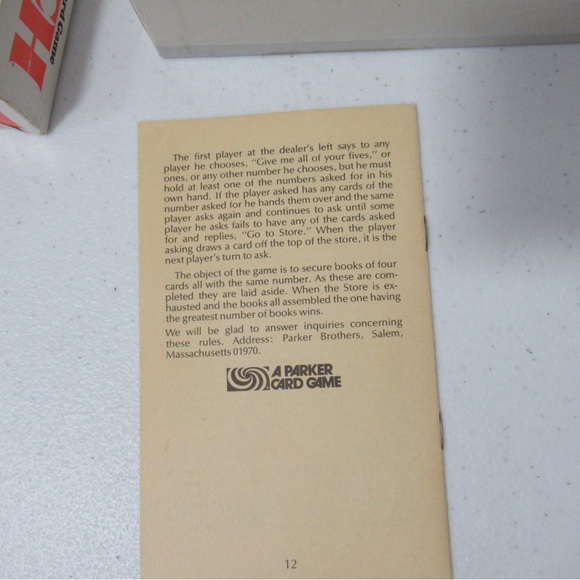 rd Game
CH
The first player at the dealer's left says to any
player he chooses, "Give me all of your fives," or
ones, or any other number he chooses, but he must
hold at least one of the numbers asked for in his
own hand. If the player asked has any cards of the
number asked for he hands them over and the same
player asks again and continues to ask until some
player he asks fails to have any of the cards asked
for and replies, "Go to Store." When the player
asking draws a card off the top of the store, it is the
next player's turn to ask.
The object of the game is to secure books of four
cards all with the same number. As these are com-
pleted they are laid aside. When the Store is ex-
hausted and the books all assembled the one having
the greatest number of books wins.
We will be glad to answer inquiries concerning
these rules. Address: Parker Brothers, Salem,
Massachusetts 01970.
A PARKER
CARD GAME
12